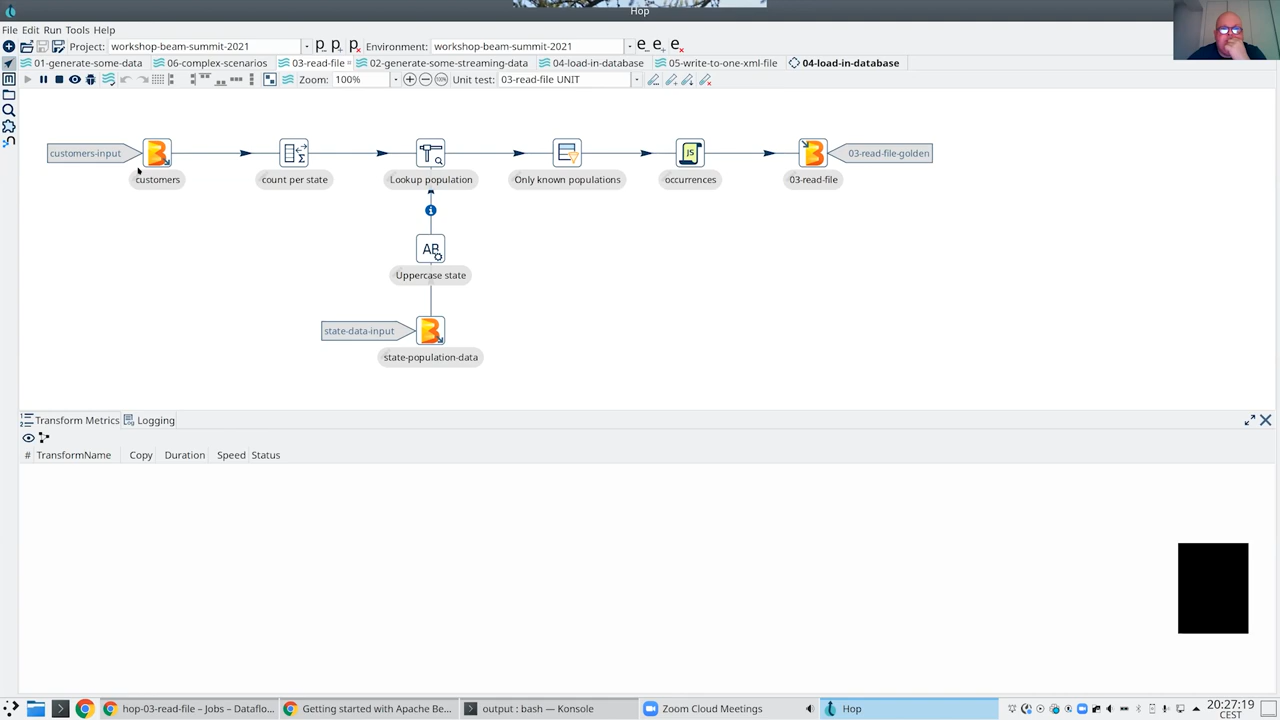 Hop
File Edit Run Tools Help
Project: workshop-beam-summit-2021 Environment: workshop-beam-summit-2021
01-generate-some-data 06-complex-scenarios 03-read-file 02-generate-some-streaming-data 04-load-in-database 05-write-to-one-xml-file 04-load-in-database
Zoom: 100% Unit test: 03-read-file UNIT
customers-input 03-read-file-golden
customers count per state Lookup population Only known populations occurrences 03-read-file
Uppercase state
state-data-input
state-population-data
Transform Metrics Logging
# TransformName Copy Duration Speed Status
hop-03-read-file – Jobs – Dataflo... Getting started with Apache Be... output : bash — Konsole Zoom Cloud Meetings Hop 20:27:19
CEST